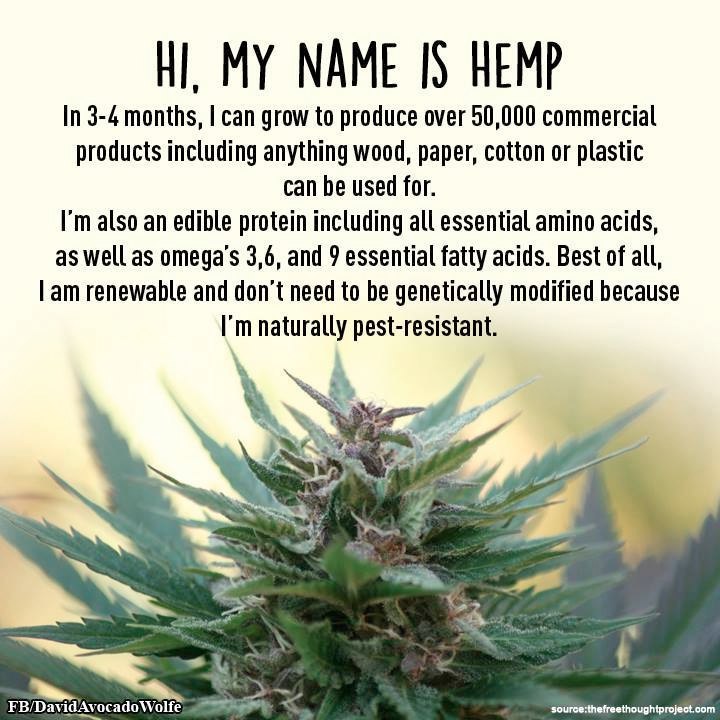 HI, MY NAME IS HEMP
In 3-4 months, I can grow to produce over 50,000 commercial
products including anything wood, paper, cotton or plastic
can be used for.
I'm also an edible protein including all essential amino acids,
as well as omega's 3,6, and 9 essential fatty acids. Best of all,
I am renewable and don't need to be genetically modified because
I'm naturally pest-resistant.
FB/DavidAvocadoWolfe
source:thefreethoughtproject.com